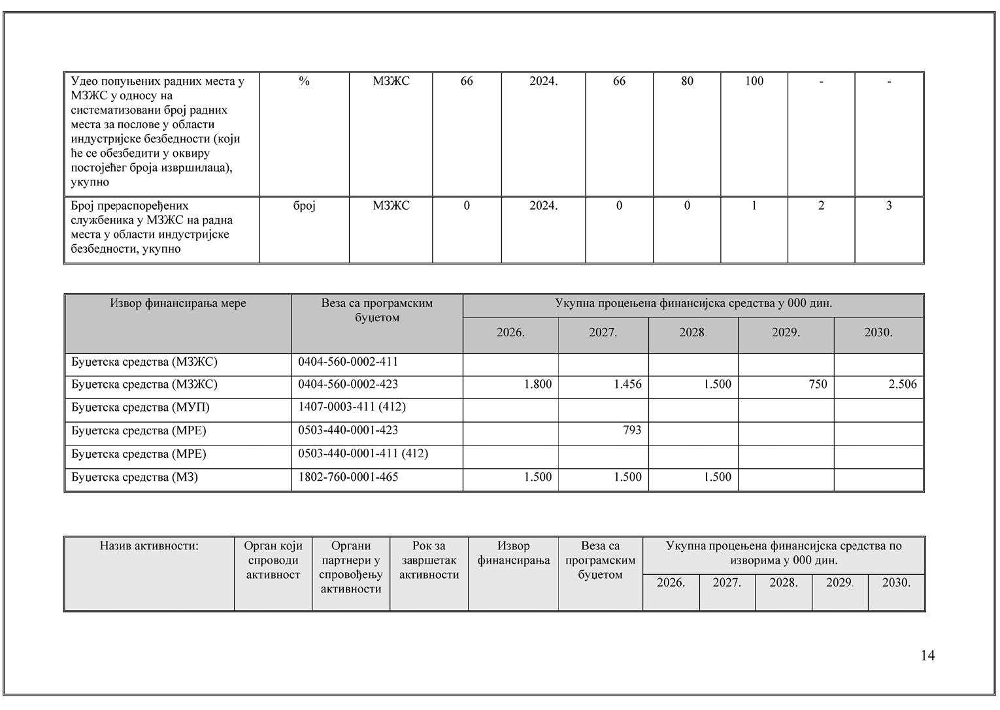 Удео попуњених радних места у
МЗЖС у односу на
систематизовани број радних
места за послове у области
индустријске безбедности (који
ће се обезбедити у оквиру
постојећег броја извршилаца),
укупно
%
МЗЖС
66
2024.
66
80
100
-
-
Број прераспоређених
службеника у МЗЖС на радна
места у области индустријске
безбедности, укупно
број
МЗЖС
0
2024.
0
0
1
2
3
Извор финансирања мере
Веза са програмским
буџетом
Укупна процењена финансијска средства у 000 дин.
2026.
2027.
2028.
2029.
2030.
Буџетска средства (МЗЖС)
0404-560-0002-411
Буџетска средства (МЗЖС)
0404-560-0002-423
1.800
1.456
1.500
750
2.506
Буџетска средства (МУП)
1407-0003-411 (412)
Буџетска средства (МРЕ)
0503-440-0001-423
793
Буџетска средства (МРЕ)
0503-440-0001-411 (412)
Буџетска средства (МЗ)
1802-760-0001-465
1.500
1.500
1.500
Назив активности:
Орган који
спроводи
активност
Органи
партнери у
спровођењу
активности
Рок за
завршетак
активности
Извор
финансирања
Веза са
програмским
буџетом
Укупна процењена финансијска средства по
изворима у 000 дин.
2026.
2027.
2028.
2029.
2030.
14